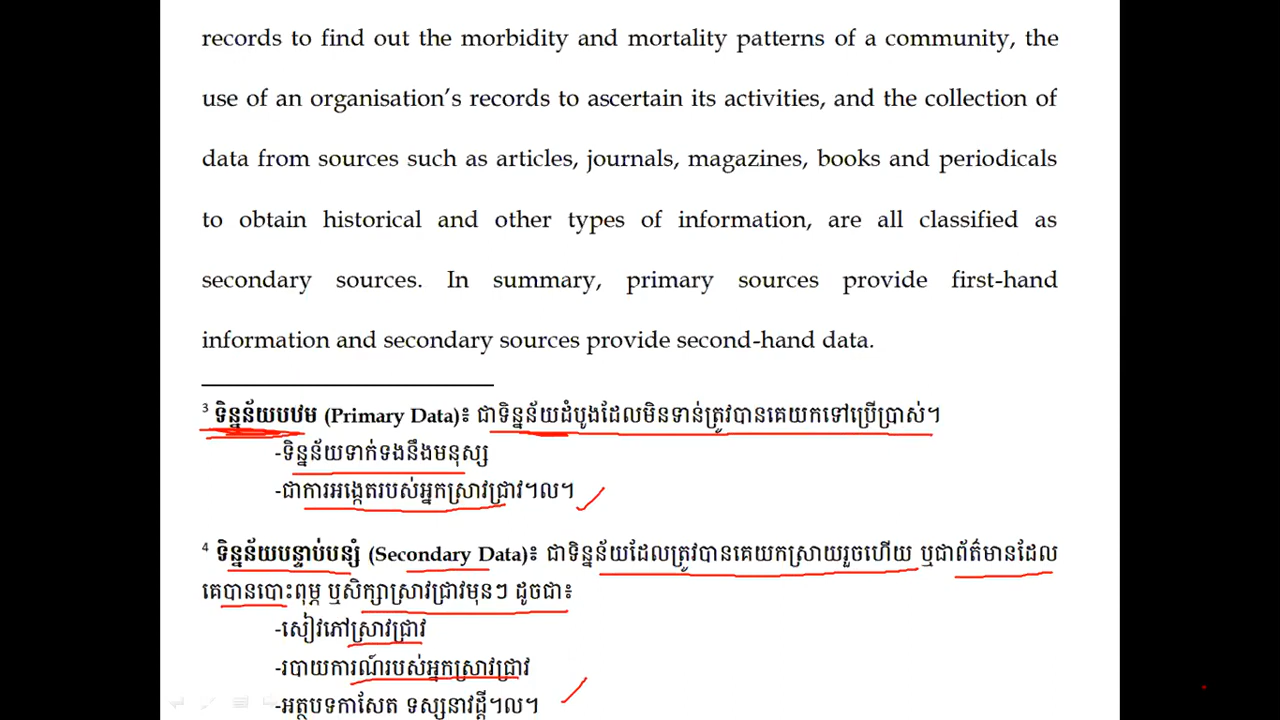 records to find out the morbidity and mortality patterns of a community, the
use of an organisation's records to ascertain its activities, and the collection of
data from sources such as articles, journals, magazines, books and periodicals
to obtain historical and other types of information, are all classified as
secondary sources. In summary, primary sources provide first-hand
information and secondary sources provide second-hand data.
3 ទិន្នន័យបឋម (Primary Data)៖ ជាទិន្នន័យដំបូងដែលមិនទាន់ត្រូវបានគេយកទៅប្រើប្រាស់។
-ទិន្នន័យទាក់ទងនឹងមនុស្ស
-ជាការអង្កេតរបស់អ្នកស្រាវជ្រាវ។ល។
4 ទិន្នន័យបន្ទាប់បន្សំ (Secondary Data)៖ ជាទិន្នន័យដែលត្រូវបានគេយកស្រាយរួចហើយ ឬជាព័ត៌មានដែល
គេបានបោះពុម្ភ ឬសិក្សាស្រាវជ្រាវមុនៗ ដូចជា៖
-សៀវភៅស្រាវជ្រាវ
-របាយការណ៍របស់អ្នកស្រាវជ្រាវ
-អត្ថបទកាសែត ទស្សនាវដ្តី។ល។